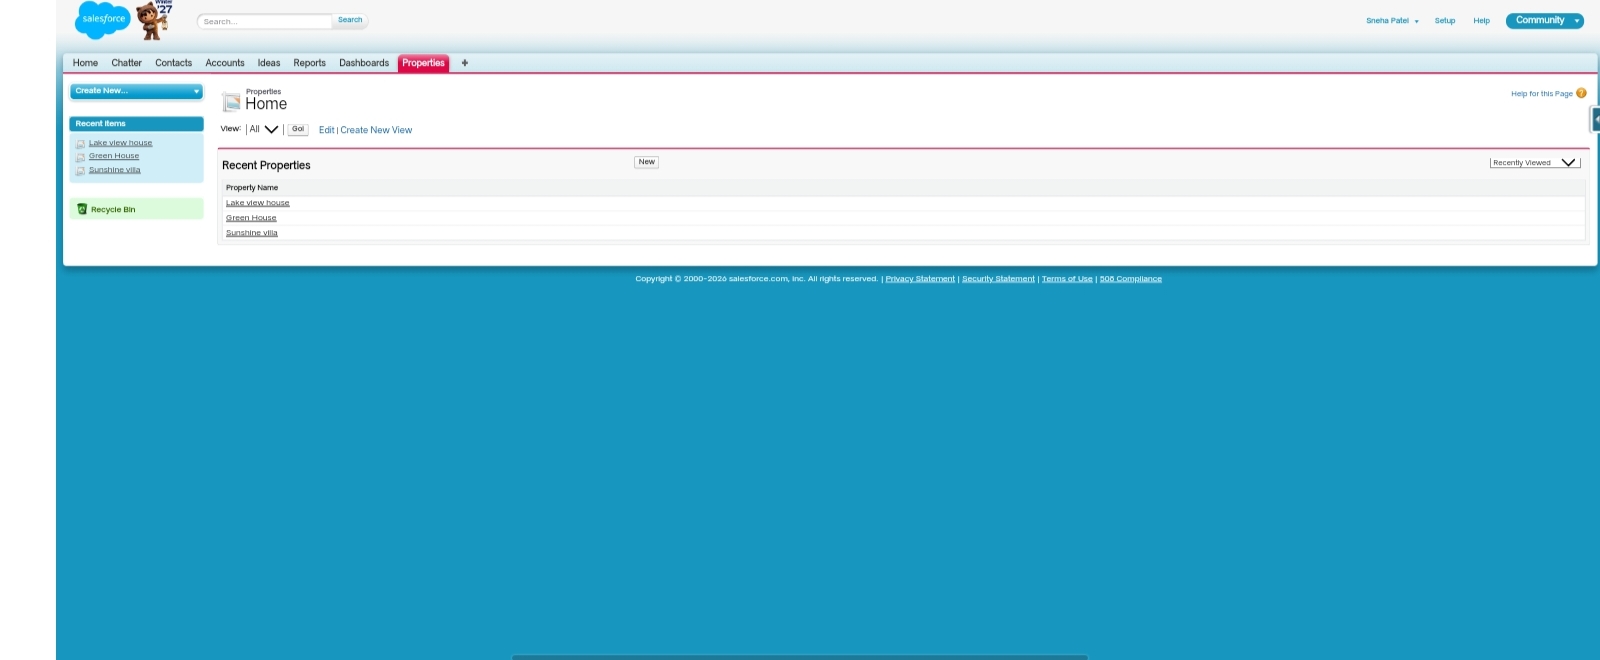 salesforce
Search...
Search
Sneha Patel
Setup
Help
Community
Home Chatter Contacts Accounts Ideas Reports Dashboards Properties +
Create New...
Recent Items
Lake view house
Green House
Sunshine villa
Recycle Bin
Properties
Home
Help for this Page
View: All Go! Edit | Create New View
Recent Properties
New
Recently Viewed
Property Name
Lake view house
Green House
Sunshine villa
Copyright © 2000-2026 salesforce.com, inc. All rights reserved. | Privacy Statement | Security Statement | Terms of Use | 508 Compliance